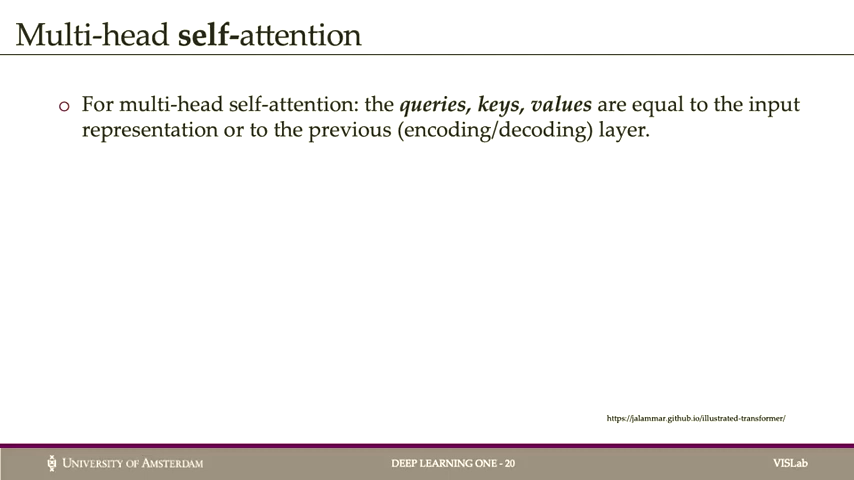 Multi-head self-attention
o For multi-head self-attention: the queries, keys, values are equal to the input
representation or to the previous (encoding/decoding) layer.
https://jalammar.github.io/illustrated-transformer/
UNIVERSITY OF AMSTERDAM
DEEP LEARNING ONE - 20
VISLab